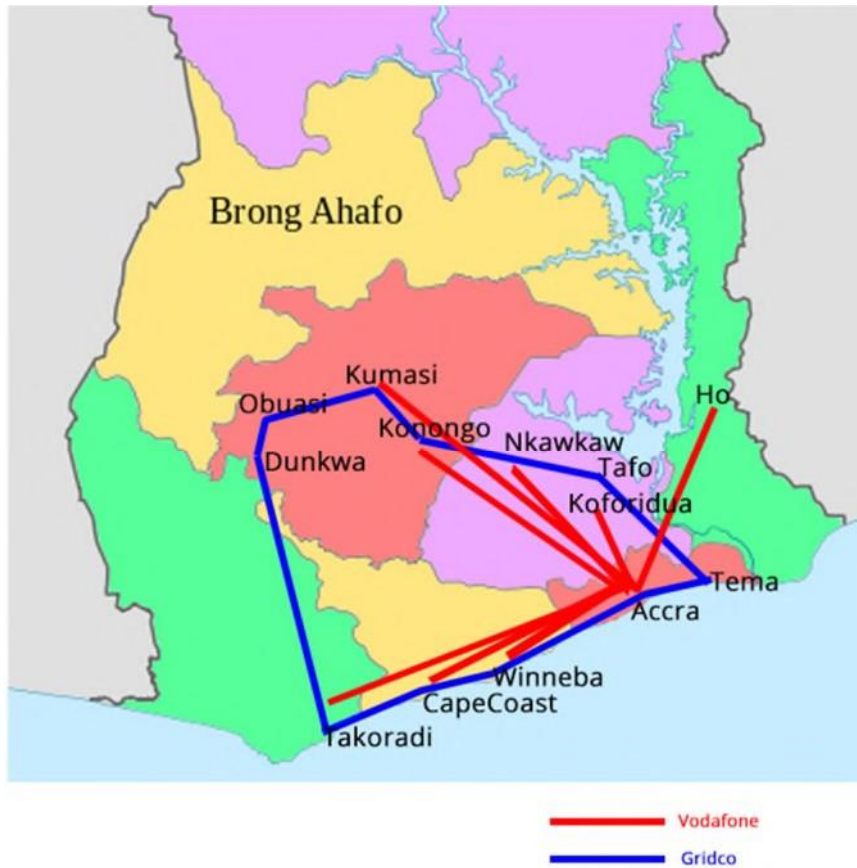 Brong Ahafo
Kumasi
Ho
Obuasi
Konongo
Nkawkaw
Dunkwa
Tafo
Koforidua
Tema
Accra
Winneba
CapeCoast
Takoradi
Vodafone
Gridco